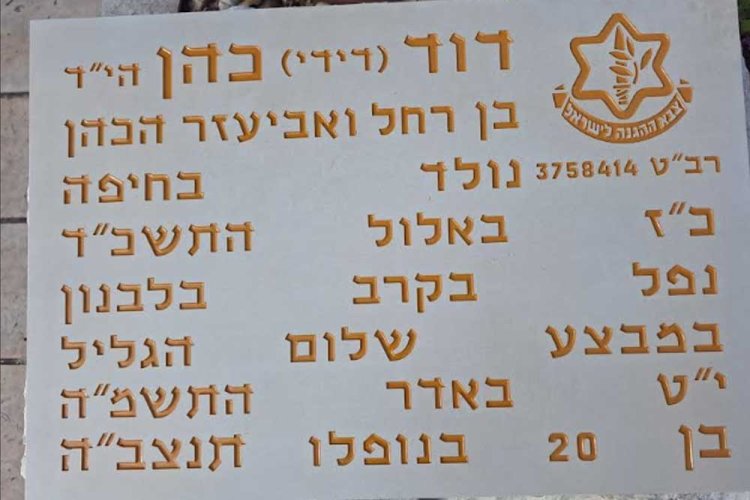 דוד (דידי) כהן הי״ד
צבא ההגנה לישראל
בן רחל ואביעזר הכהן
רב״ט 3758414 נולד בחיפה
כ״ז באלול התשכ״ד
נפל בקרב בלבנון
במבצע שלום הגליל
י״ט באדר התשמ״ה
בן 20 בנופלו תנצב״ה